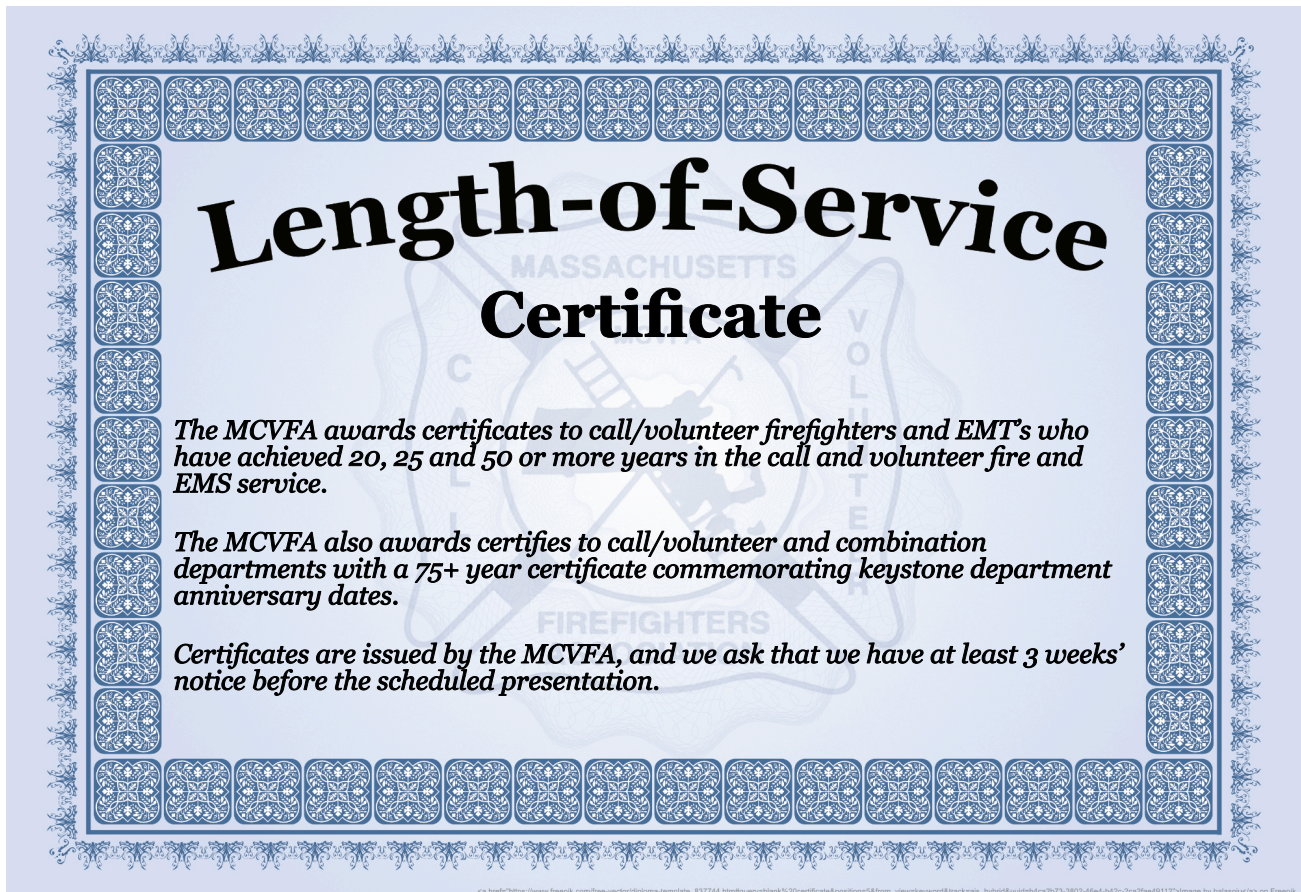 Length-of-Service
MASSACHUSETTS
Certificate
MCVFA
CALL
VOLUNTEER
The MCVFA awards certificates to call/volunteer firefighters and EMT's who
have achieved 20, 25 and 50 or more years in the call and volunteer fire and
EMS service.
The MCVFA also awards certifies to call/volunteer and combination
departments with a 75+ year certificate commemorating keystone department
anniversary dates.
FIREFIGHTERS
Certificates are issued by the MCVFA, and we ask that we have at least 3 weeks'
notice before the scheduled presentation.